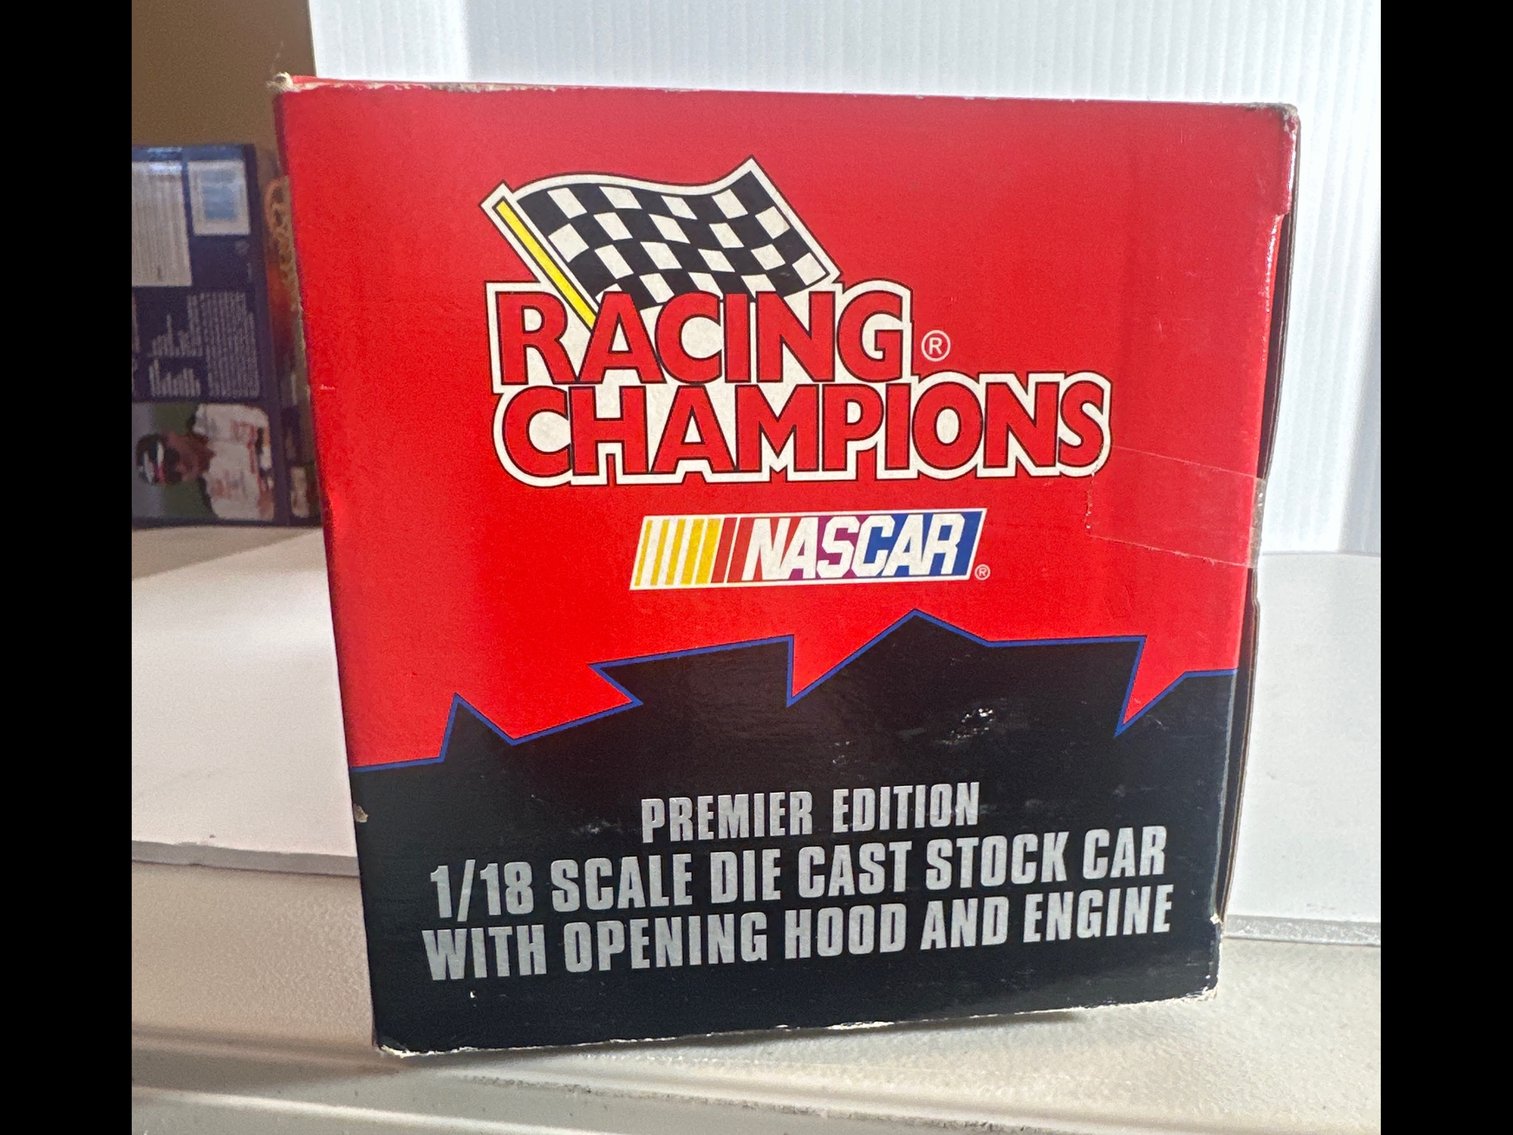 RACING ®
CHAMPIONS
NASCAR ®
PREMIER EDITION
1/18 SCALE DIE CAST STOCK CAR
WITH OPENING HOOD AND ENGINE